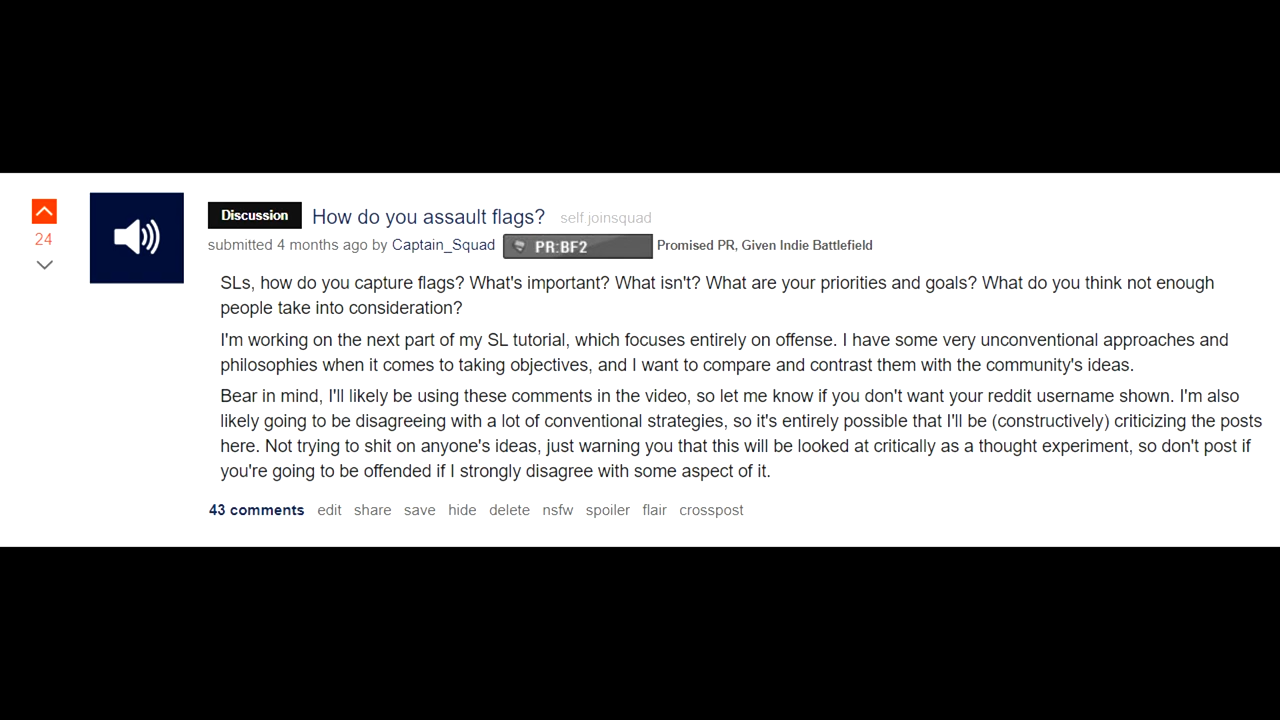 Discussion How do you assault flags? self joinsquad
24
submitted 4 months ago by Captain_Squad PR:BF2 Promised PR, Given Indie Battlefield
SLs, how do you capture flags? What's important? What isn't? What are your priorities and goals? What do you think not enough
people take into consideration?
I'm working on the next part of my SL tutorial, which focuses entirely on offense. I have some very unconventional approaches and
philosophies when it comes to taking objectives, and I want to compare and contrast them with the community's ideas.
Bear in mind, I'll likely be using these comments in the video, so let me know if you don't want your reddit username shown. I'm also
likely going to be disagreeing with a lot of conventional strategies, so it's entirely possible that I'll be (constructively) criticizing the posts
here. Not trying to shit on anyone's ideas, just warning you that this will be looked at critically as a thought experiment, so don't post if
you're going to be offended if I strongly disagree with some aspect of it.
43 comments edit share save hide delete nsfw spoiler flair crosspost